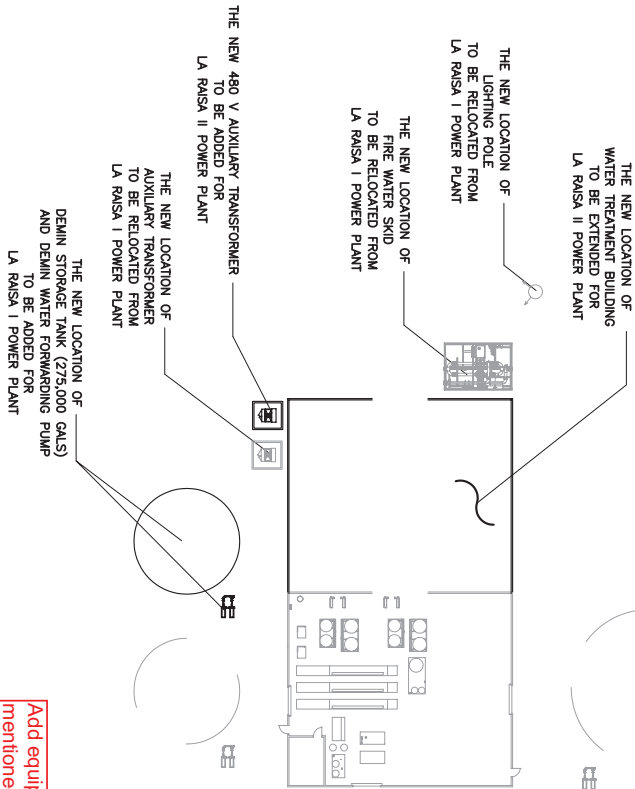 THE NEW LOCATION OF
WATER TREATMENT BUILDING
TO BE EXTENDED FOR
LA RAISA II POWER PLANT
THE NEW LOCATION OF
LIGHTING POLE
TO BE RELOCATED FROM
LA RAISA I POWER PLANT
THE NEW LOCATION OF
FIRE WATER SKID
TO BE RELOCATED FROM
LA RAISA I POWER PLANT
THE NEW 480 V AUXILIARY TRANSFORMER
TO BE ADDED FOR
LA RAISA II POWER PLANT
THE NEW LOCATION OF
AUXILIARY TRANSFORMER
TO BE RELOCATED FROM
LA RAISA I POWER PLANT
THE NEW LOCATION OF
DEMIN STORAGE TANK (275,000 GALS)
AND DEMIN WATER FORWARDING PUMP
TO BE ADDED FOR
LA RAISA I POWER PLANT
Add equip
mentione